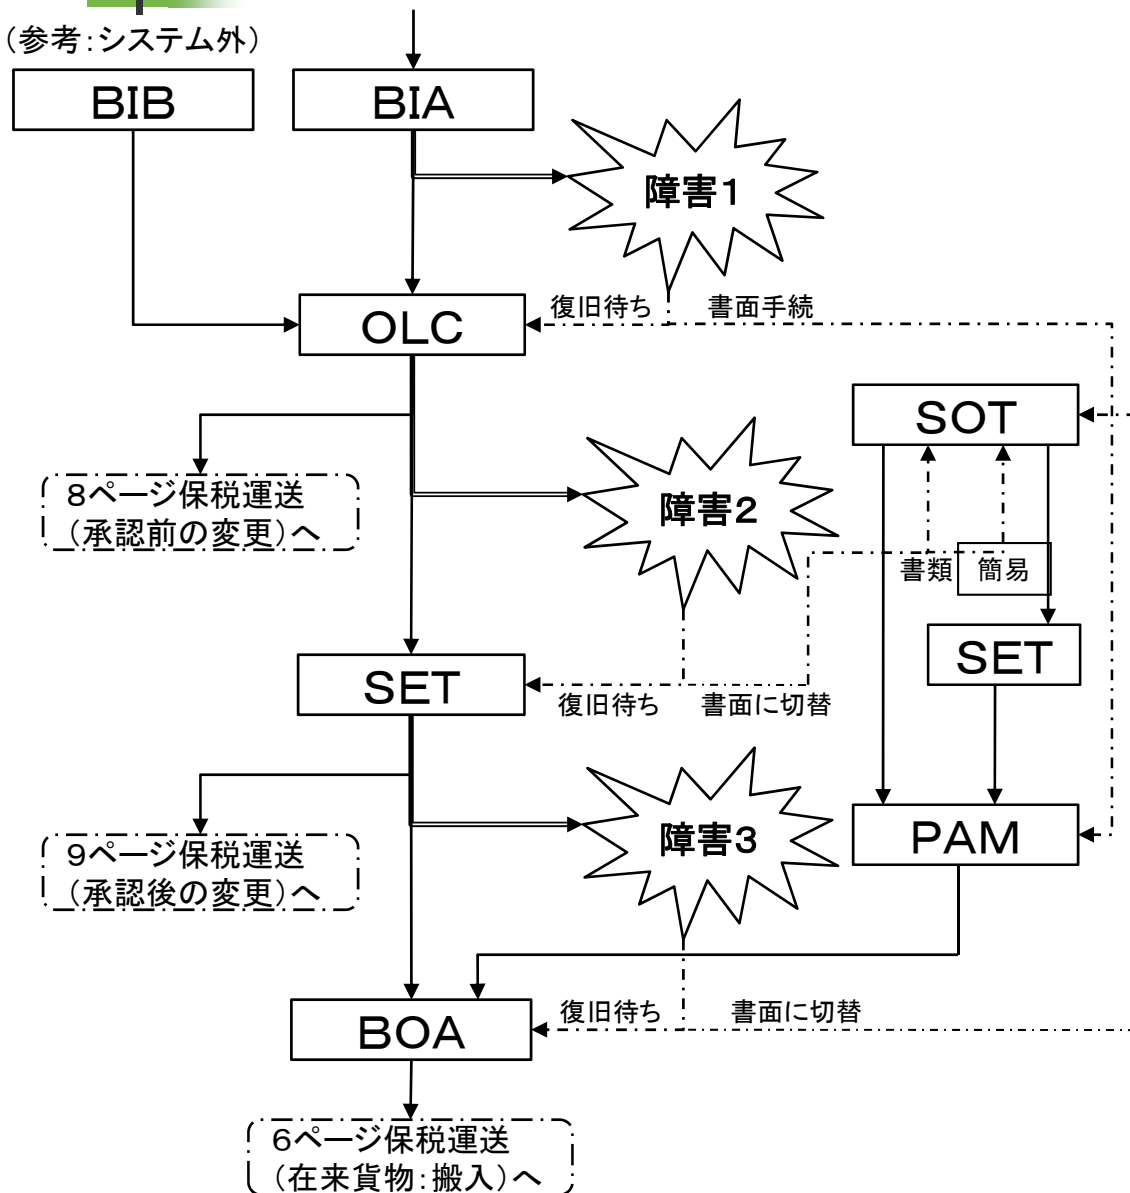 （参考：システム外）
BIB
BIA
障害1
復旧待ち
書面手続
OLC
SOT
8ページ保税運送
（承認前の変更）へ
障害2
書類
簡易
SET
SET
復旧待ち
書面に切替
障害3
9ページ保税運送
（承認後の変更）へ
PAM
復旧待ち
書面に切替
BOA
6ページ保税運送
（在来貨物：搬入）へ